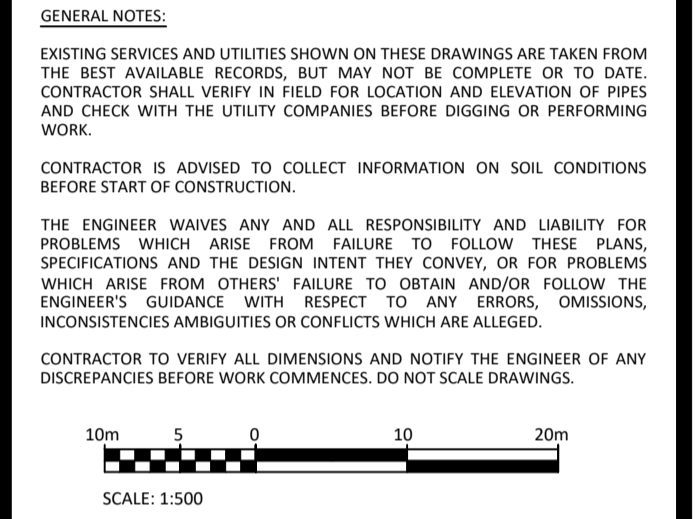 GENERAL NOTES:
EXISTING SERVICES AND UTILITIES SHOWN ON THESE DRAWINGS ARE TAKEN FROM
THE BEST AVAILABLE RECORDS, BUT MAY NOT BE COMPLETE OR TO DATE.
CONTRACTOR SHALL VERIFY IN FIELD FOR LOCATION AND ELEVATION OF PIPES
AND CHECK WITH THE UTILITY COMPANIES BEFORE DIGGING OR PERFORMING
WORK.
CONTRACTOR IS ADVISED TO COLLECT INFORMATION ON SOIL CONDITIONS
BEFORE START OF CONSTRUCTION.
THE ENGINEER WAIVES ANY AND ALL RESPONSIBILITY AND LIABILITY FOR
PROBLEMS WHICH ARISE FROM FAILURE TO FOLLOW THESE PLANS,
SPECIFICATIONS AND THE DESIGN INTENT THEY CONVEY, OR FOR PROBLEMS
WHICH ARISE FROM OTHERS' FAILURE TO OBTAIN AND/OR FOLLOW THE
ENGINEER'S GUIDANCE WITH RESPECT TO ANY ERRORS, OMISSIONS,
INCONSISTENCIES AMBIGUITIES OR CONFLICTS WHICH ARE ALLEGED.
CONTRACTOR TO VERIFY ALL DIMENSIONS AND NOTIFY THE ENGINEER OF ANY
DISCREPANCIES BEFORE WORK COMMENCES. DO NOT SCALE DRAWINGS.
10m 5 0 10 20m
SCALE: 1:500